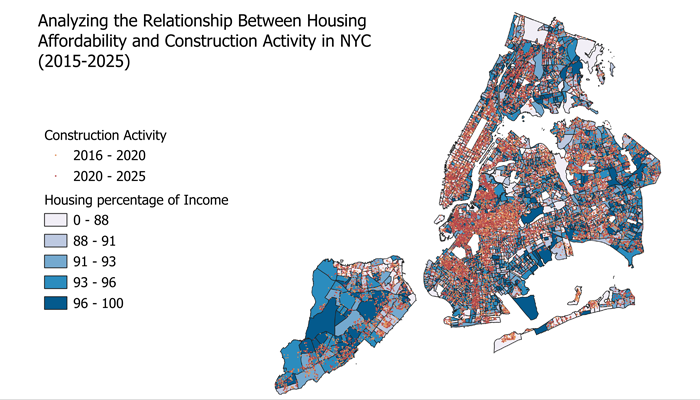 Analyzing the Relationship Between Housing
Affordability and Construction Activity in NYC
(2015-2025)
Construction Activity
2016 - 2020
2020 - 2025
Housing percentage of Income
0 - 88
88 - 91
91 - 93
93 - 96
96 - 100